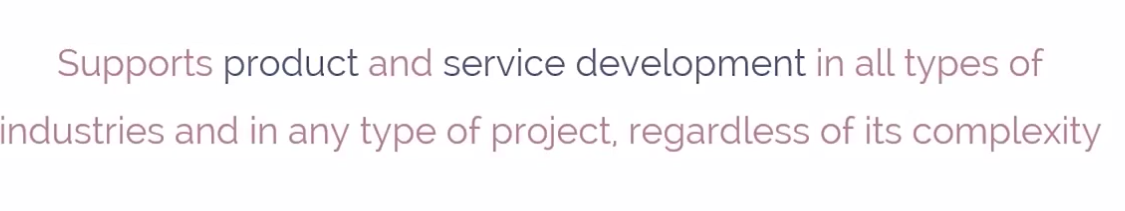 Supports product and service development in all types of
industries and in any type of project, regardless of its complexity